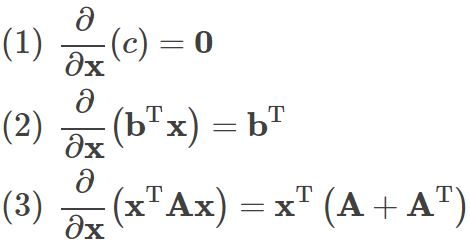 (1) ∂/∂𝐱 (c) = 𝟎
(2) ∂/∂𝐱 (𝐛ᵀ𝐱) = 𝐛ᵀ
(3) ∂/∂𝐱 (𝐱ᵀ𝐀𝐱) = 𝐱ᵀ (𝐀 + 𝐀ᵀ)